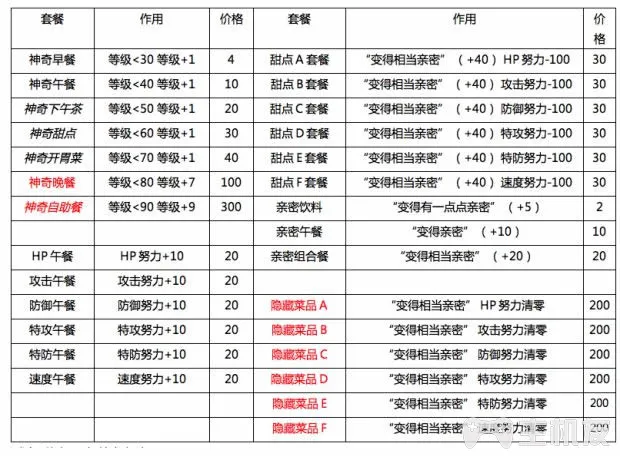 套餐 作用 价格 套餐 作用 价格
神奇早餐 等级<30 等级+1 4 甜点 A 套餐 “变得相当亲密” （+40）HP 努力-100 30
神奇午餐 等级<40 等级+1 10 甜点 B 套餐 “变得相当亲密” （+40）攻击努力-100 30
神奇下午茶 等级<50 等级+1 20 甜点 C 套餐 “变得相当亲密” （+40）防御努力-100 30
神奇甜点 等级<60 等级+1 30 甜点 D 套餐 “变得相当亲密” （+40）特攻努力-100 30
神奇开胃菜 等级<70 等级+1 40 甜点 E 套餐 “变得相当亲密” （+40）特防努力-100 30
神奇晚餐 等级<80 等级+7 100 甜点 F 套餐 “变得相当亲密” （+40）速度努力-100 30
神奇自助餐 等级<90 等级+9 300 亲密饮料 “变得有一点点亲密” （+5） 2
亲密午餐 “变得亲密” （+10） 10
HP 午餐 HP 努力+10 20 亲密组合餐 “变得相当亲密” （+20） 20
攻击午餐 攻击努力+10 20
防御午餐 防御努力+10 20 隐藏菜品 A “变得相当亲密” HP 努力清零 200
特攻午餐 特攻努力+10 20 隐藏菜品 B “变得相当亲密” 攻击努力清零 200
特防午餐 特防努力+10 20 隐藏菜品 C “变得相当亲密” 防御努力清零 200
速度午餐 速度努力+10 20 隐藏菜品 D “变得相当亲密” 特攻努力清零 200
隐藏菜品 E “变得相当亲密” 特防努力清零 200
隐藏菜品 F “变得相当亲密” 速度努力清零 200